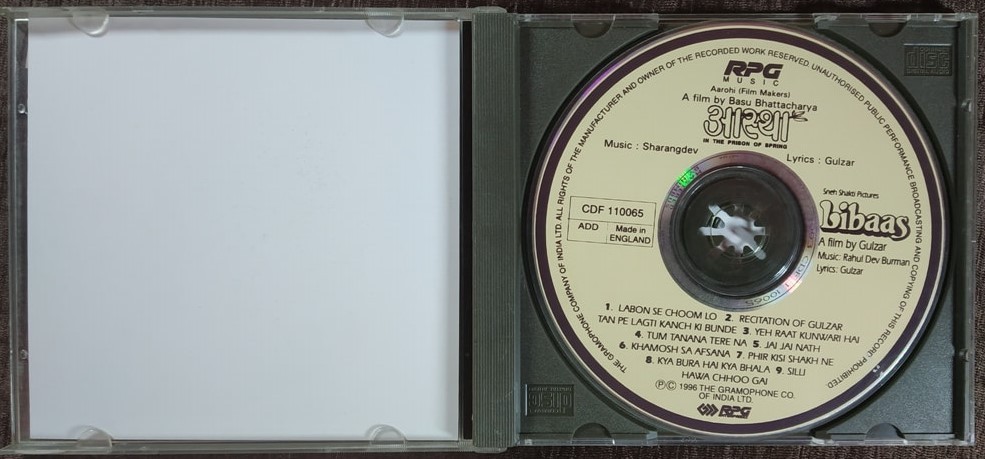 THE GRAMOPHONE COMPANY OF INDIA LTD. ALL RIGHTS OF THE MANUFACTURER AND OWNER OF THE RECORDED WORK RESERVED. UNAUTHORISED PUBLIC PERFORMANCE BROADCASTING AND COPYING OF THIS RECORD PROHIBITED
RPG
MUSIC
Aarohi (Film Makers)
A film by Basu Bhattacharya
आस्था
IN THE PRISON OF SPRING
Music : Sharangdev
Lyrics : Gulzar
CDF 110065
ADD Made in
ENGLAND
Sneh Shakti Pictures
Libaas
A film by Gulzar
Music: Rahul Dev Burman
Lyrics: Gulzar
1. LABON SE CHOOM LO 2. RECITATION OF GULZAR
TAN PE LAGTI KANCH KI BUNDE 3. YEH RAAT KUNWARI HAI
4. TUM TANANA TERE NA 5. JAI JAI NATH
6. KHAMOSH SA AFSANA 7. PHIR KISI SHAKH NE
8. KYA BURA HAI KYA BHALA 9. SILLI
HAWA CHHOO GAI
Ⓟ© 1996 THE GRAMOPHONE CO.
OF INDIA LTD.
RPG